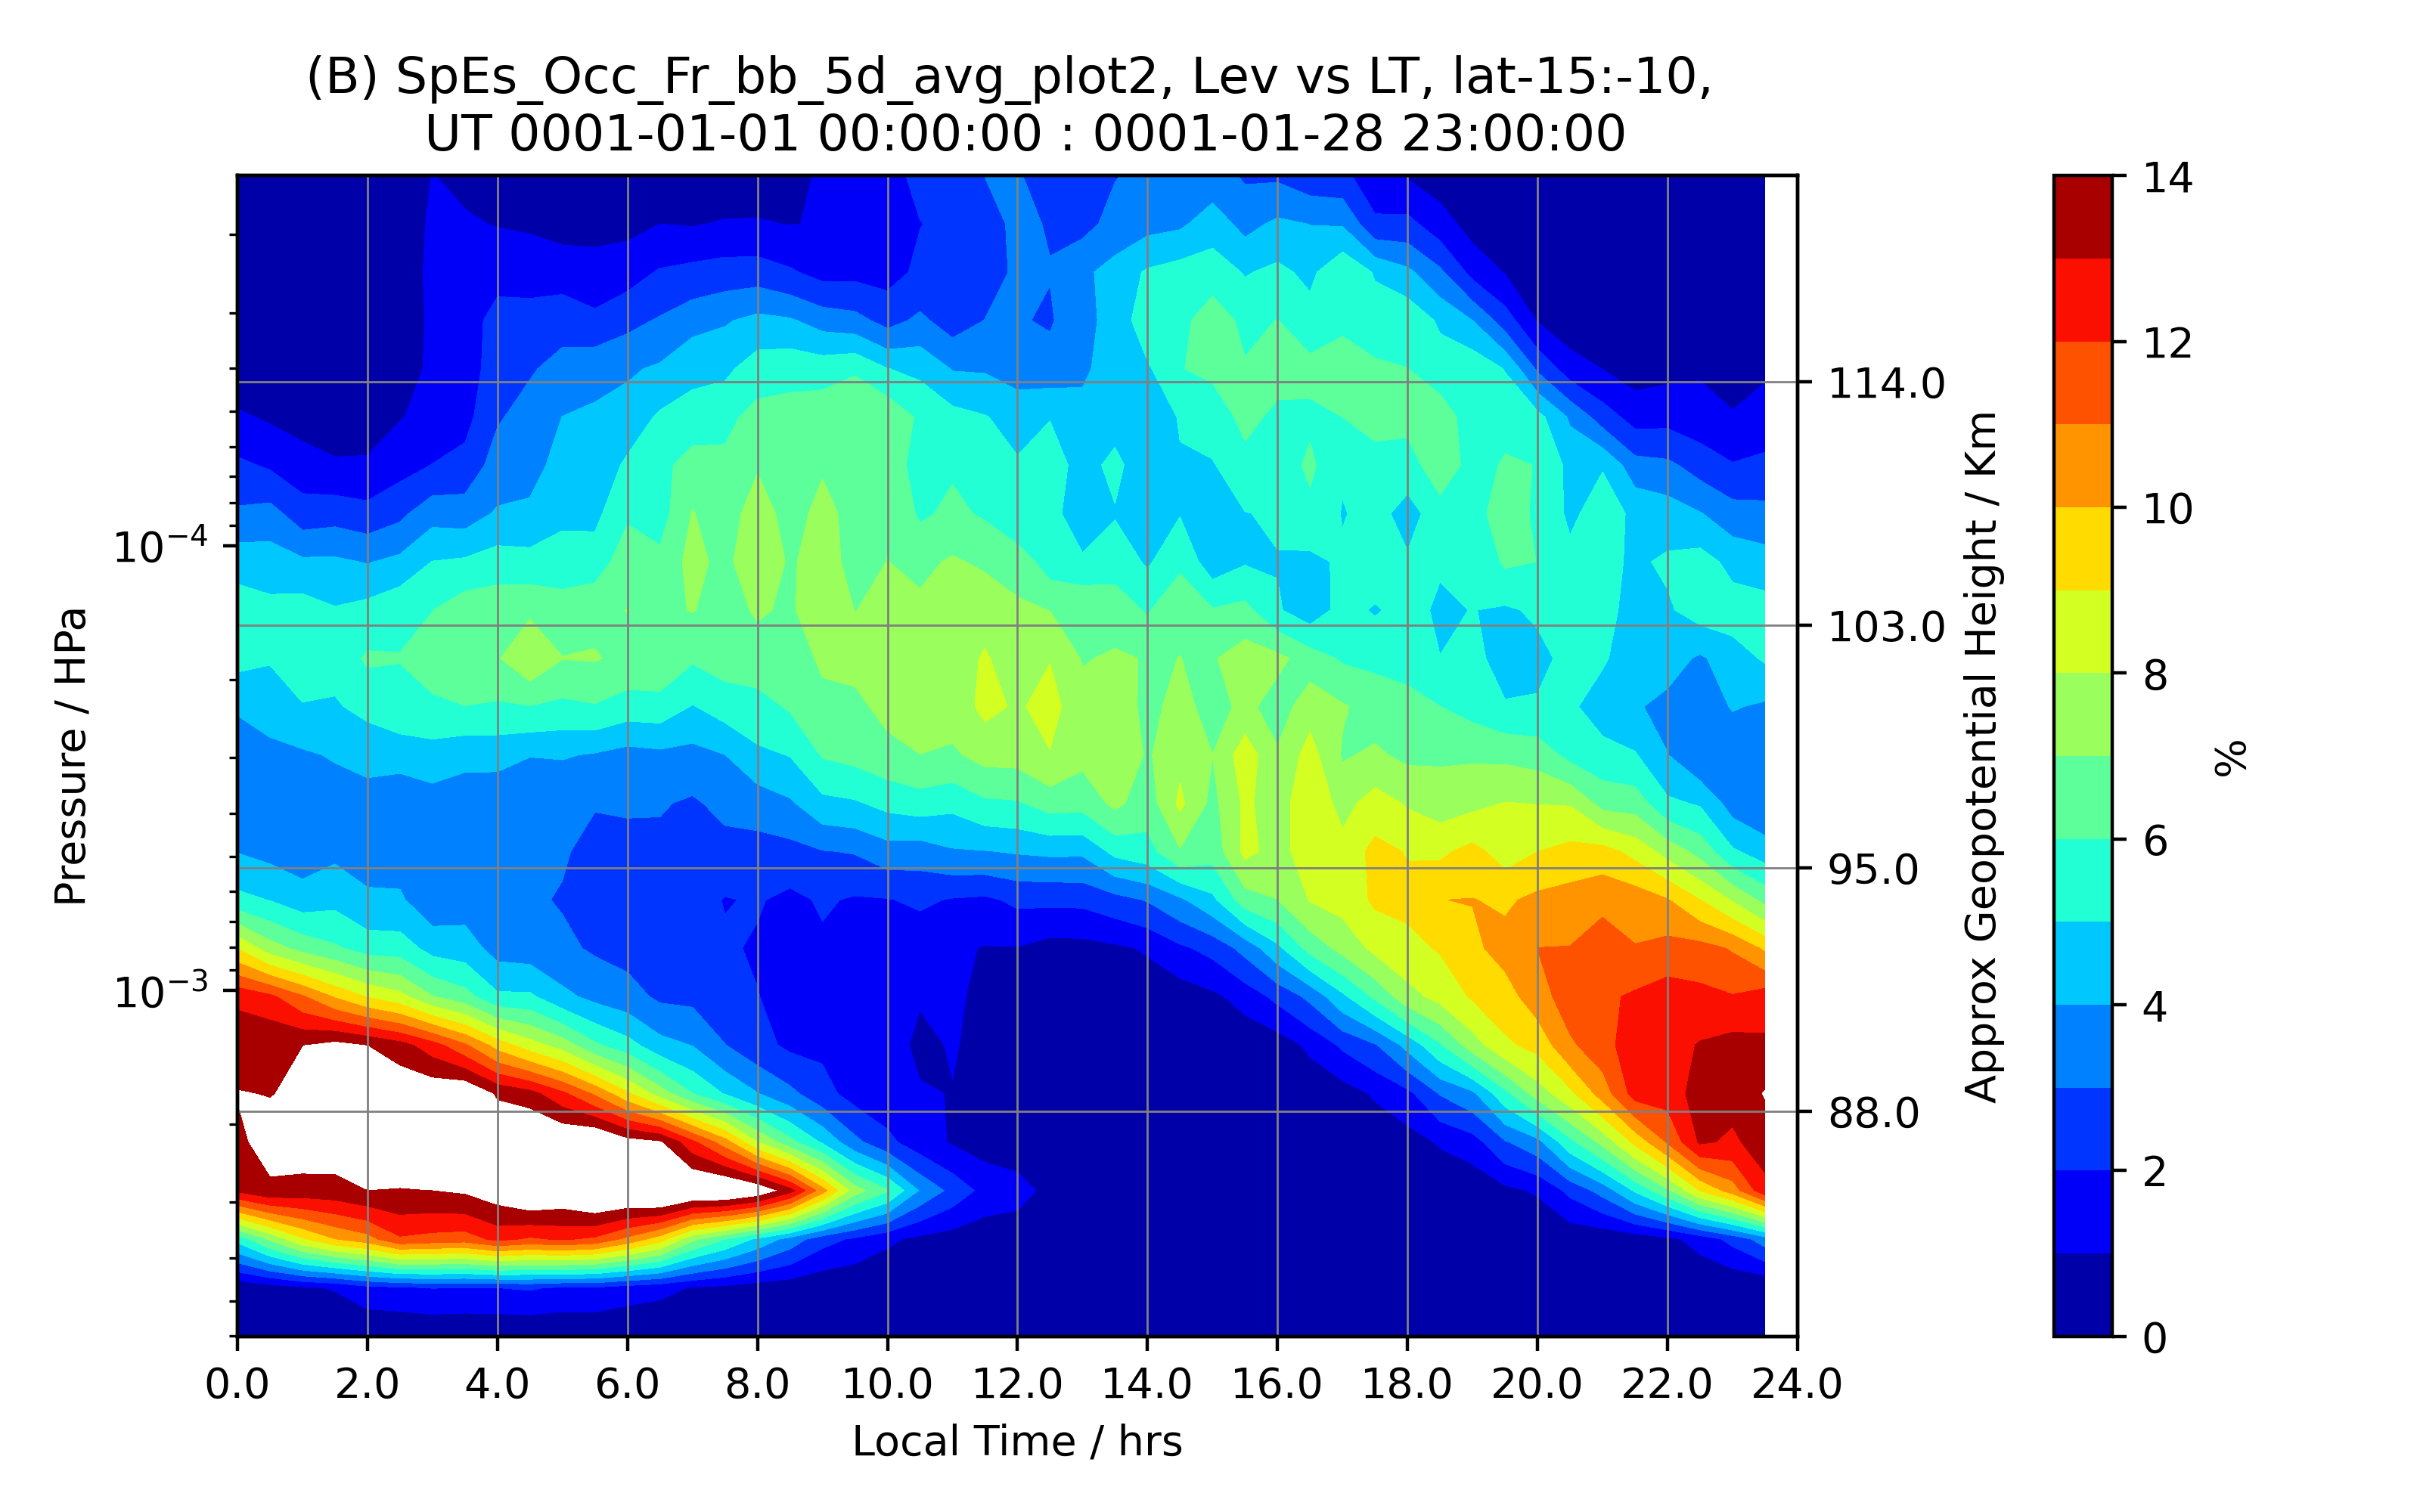 (B) SpEs_Occ_Fr_bb_5d_avg_plot2, Lev vs LT, lat-15:-10,
UT 0001-01-01 00:00:00 : 0001-01-28 23:00:00
Pressure / HPa
10⁻⁴
10⁻³
0.0 2.0 4.0 6.0 8.0 10.0 12.0 14.0 16.0 18.0 20.0 22.0 24.0
Local Time / hrs
114.0
103.0
95.0
88.0
Approx Geopotential Height / Km
14
12
10
8
6
4
2
0
%